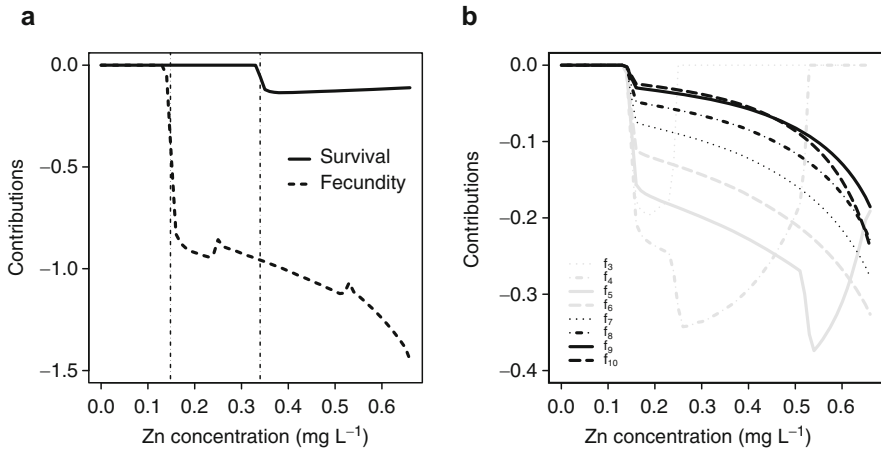 a
0.0
−0.5
−1.0
−1.5
Contributions
Survival
Fecundity
0.0 0.1 0.2 0.3 0.4 0.5 0.6
Zn concentration (mg L⁻¹)
b
0.0
−0.1
−0.2
−0.3
−0.4
Contributions
f₃
f₄
f₅
f₆
f₇
f₈
f₉
f₁₀
0.0 0.1 0.2 0.3 0.4 0.5 0.6
Zn concentration (mg L⁻¹)